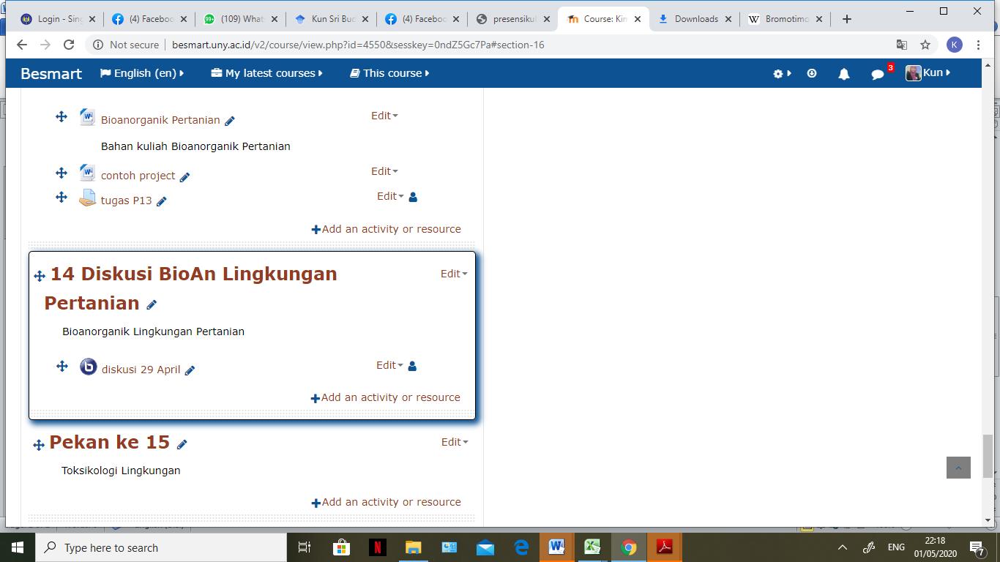 Login - Sing
(4) Faceboo
(109) What
Kun Sri Bud
(4) Faceboo
presensikul
Course: Kim
Downloads
Bromotimo
Not secure | besmart.uny.ac.id/v2/course/view.php?id=4550&sesskey=0ndZ5Gc7Pa#section-16
K
Besmart English (en) My latest courses This course 3 Kun
Bioanorganik Pertanian Edit
Bahan kuliah Bioanorganik Pertanian
contoh project Edit
tugas P13 Edit
Add an activity or resource
14 Diskusi BioAn Lingkungan Edit
Pertanian
Bioanorganik Lingkungan Pertanian
diskusi 29 April Edit
Add an activity or resource
Pekan ke 15 Edit
Toksikologi Lingkungan
Add an activity or resource
Type here to search
ENG
22:18
01/05/2020
7